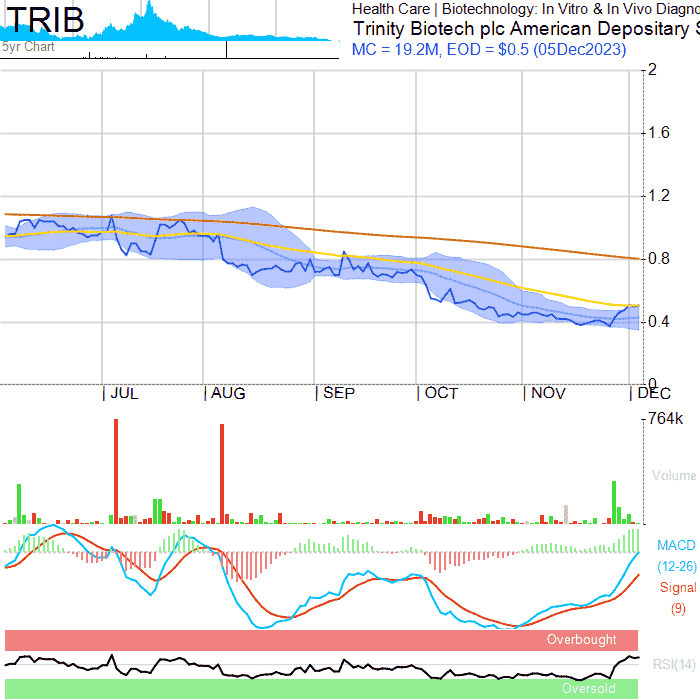 TRIB
5yr Chart
Health Care | Biotechnology: In Vitro & In Vivo Diagno
Trinity Biotech plc American Depositary S
MC = 19.2M, EOD = $0.5 (05Dec2023)
2
1.6
1.2
0.8
0.4
0
JUL AUG SEP OCT NOV DEC
764k
Volume
MACD
(12-26)
Signal
(9)
Overbought
RSI(14)
Oversold